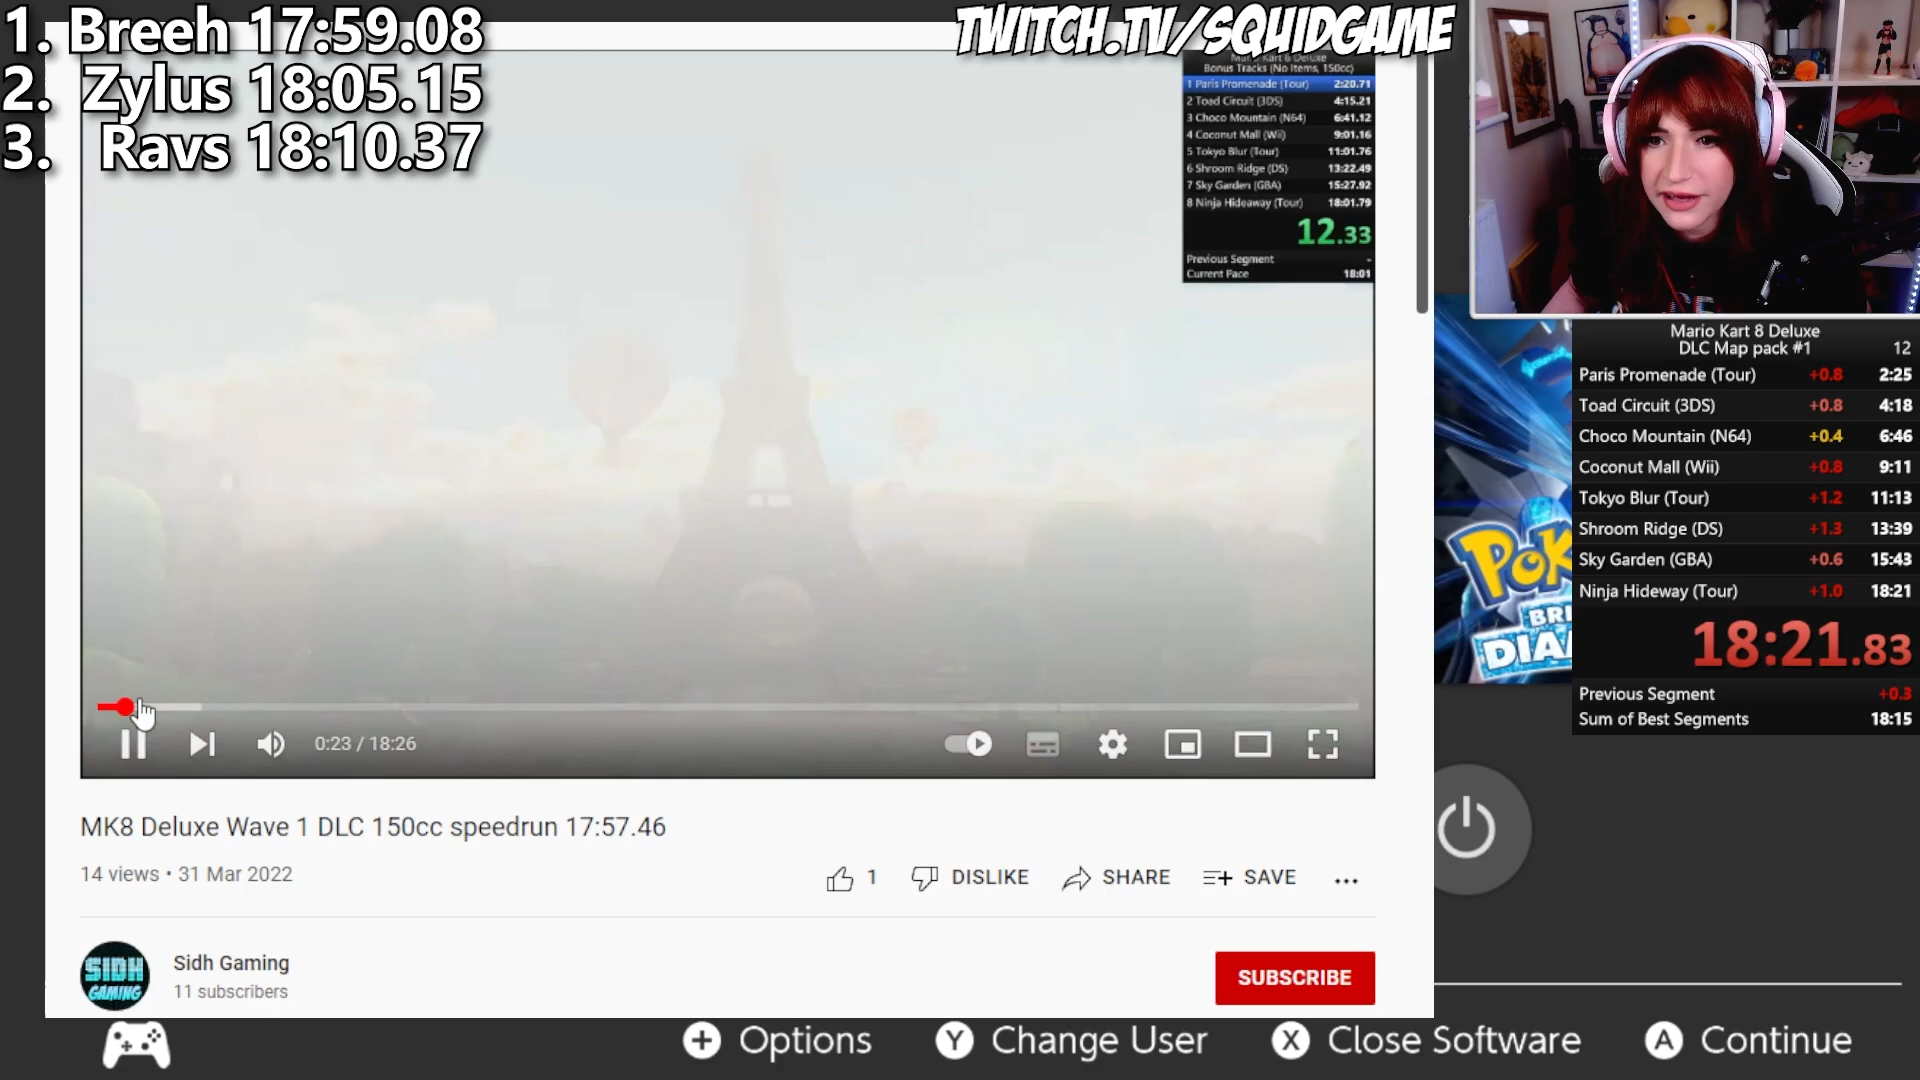 1. Breeh 17:59.08
2. Zylus 18:05.15
3. Ravs 18:10.37
TWITCH.TV/SQUIDGAME
Mario Kart 8 Deluxe
Bonus Tracks (No Items, 150cc)
1 Paris Promenade (Tour) 2:20.71
2 Toad Circuit (3DS) 4:15.21
3 Choco Mountain (N64) 6:41.12
4 Coconut Mall (Wii) 9:01.16
5 Tokyo Blur (Tour) 11:01.76
6 Shroom Ridge (DS) 13:22.49
7 Sky Garden (GBA) 15:27.92
8 Ninja Hideaway (Tour) 18:01.79
12.33
Previous Segment -
Current Pace 18:01
Mario Kart 8 Deluxe
DLC Map pack #1 12
Paris Promenade (Tour) +0.8 2:25
Toad Circuit (3DS) +0.8 4:18
Choco Mountain (N64) +0.4 6:46
Coconut Mall (Wii) +0.8 9:11
Tokyo Blur (Tour) +1.2 11:13
Shroom Ridge (DS) +1.3 13:39
Sky Garden (GBA) +0.6 15:43
Ninja Hideway (Tour) +1.0 18:21
18:21.83
Previous Segment +0.3
Sum of Best Segments 18:15
0:23 / 18:26
MK8 Deluxe Wave 1 DLC 150cc speedrun 17:57.46
14 views • 31 Mar 2022
1 DISLIKE SHARE SAVE ...
SIDH
GAMING
Sidh Gaming
11 subscribers
SUBSCRIBE
+ Options Y Change User X Close Software A Continue